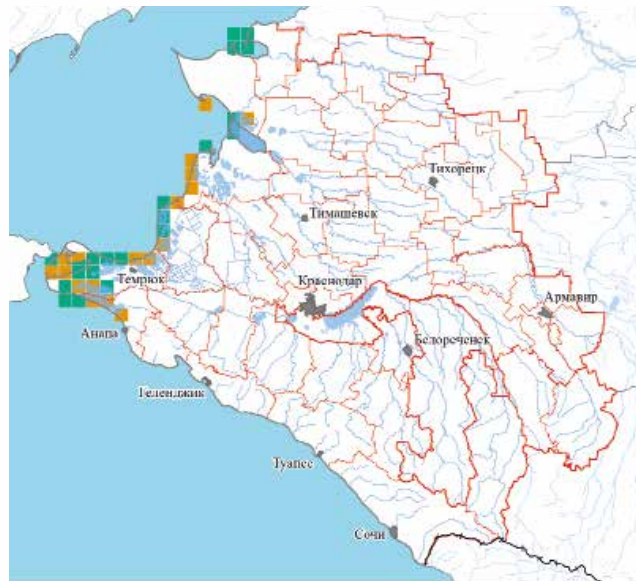 Тихорецк
Тимашевск
Темрюк
Краснодар
Армавир
Анапа
Белореченск
Геленджик
Туапсе
Сочи